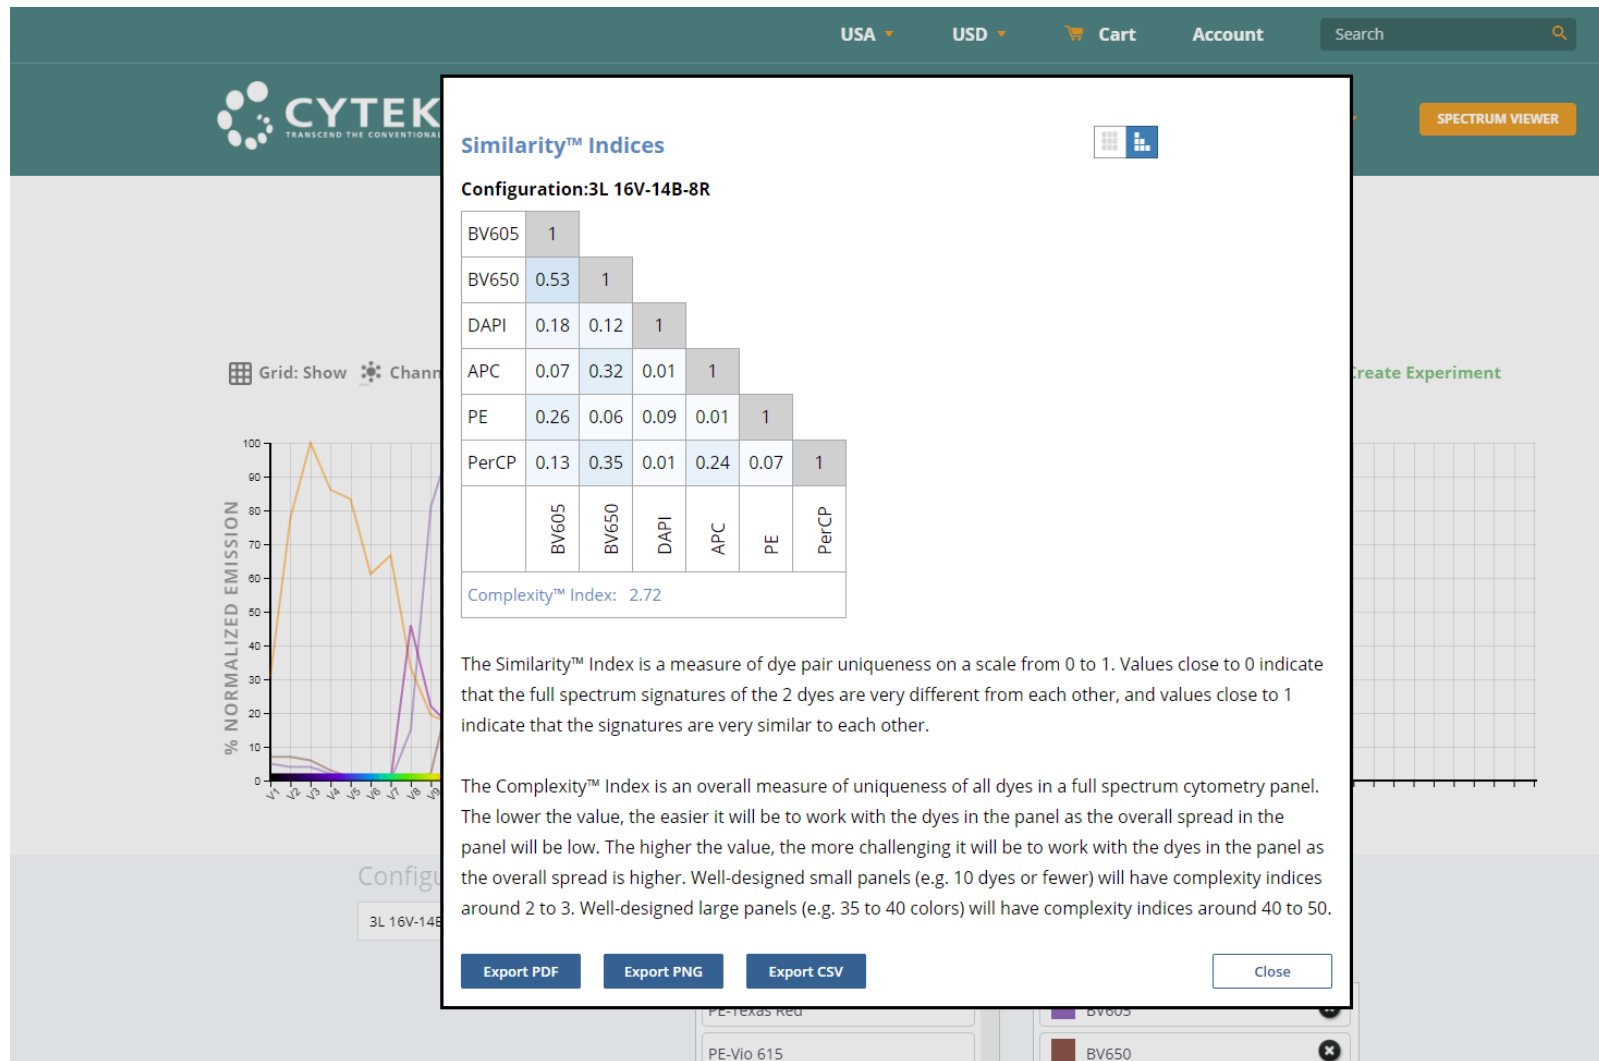 USA
USD
Cart
Account
Search
CYTEK
TRANSCEND THE CONVENTIONAL
SPECTRUM VIEWER
Similarity™ Indices
Configuration:3L 16V-14B-8R
BV605 1
BV650 0.53 1
DAPI 0.18 0.12 1
APC 0.07 0.32 0.01 1
PE 0.26 0.06 0.09 0.01 1
PerCP 0.13 0.35 0.01 0.24 0.07 1
BV605 BV650 DAPI APC PE PerCP
Complexity™ Index: 2.72
The Similarity™ Index is a measure of dye pair uniqueness on a scale from 0 to 1. Values close to 0 indicate
that the full spectrum signatures of the 2 dyes are very different from each other, and values close to 1
indicate that the signatures are very similar to each other.
The Complexity™ Index is an overall measure of uniqueness of all dyes in a full spectrum cytometry panel.
The lower the value, the easier it will be to work with the dyes in the panel as the overall spread in the
panel will be low. The higher the value, the more challenging it will be to work with the dyes in the panel as
the overall spread is higher. Well-designed small panels (e.g. 10 dyes or fewer) will have complexity indices
around 2 to 3. Well-designed large panels (e.g. 35 to 40 colors) will have complexity indices around 40 to 50.
Export PDF
Export PNG
Export CSV
Close
Grid: Show
Chann
Create Experiment
% NORMALIZED EMISSION
100
90
80
70
60
50
40
30
20
10
0
V1 V2 V3 V4 V5 V6 V7 V8 V9
Configu
3L 16V-14B
PE-Texas Red
PE-Vio 615
BV605
BV650